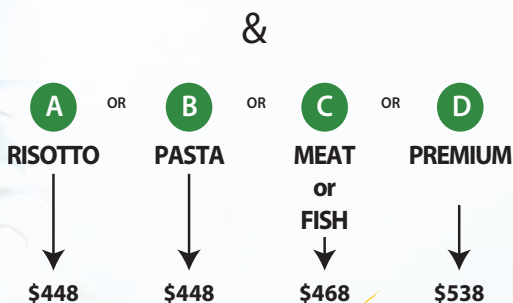 &
A OR B OR C OR D
RISOTTO PASTA MEAT PREMIUM
or
FISH
$448 $448 $468 $538